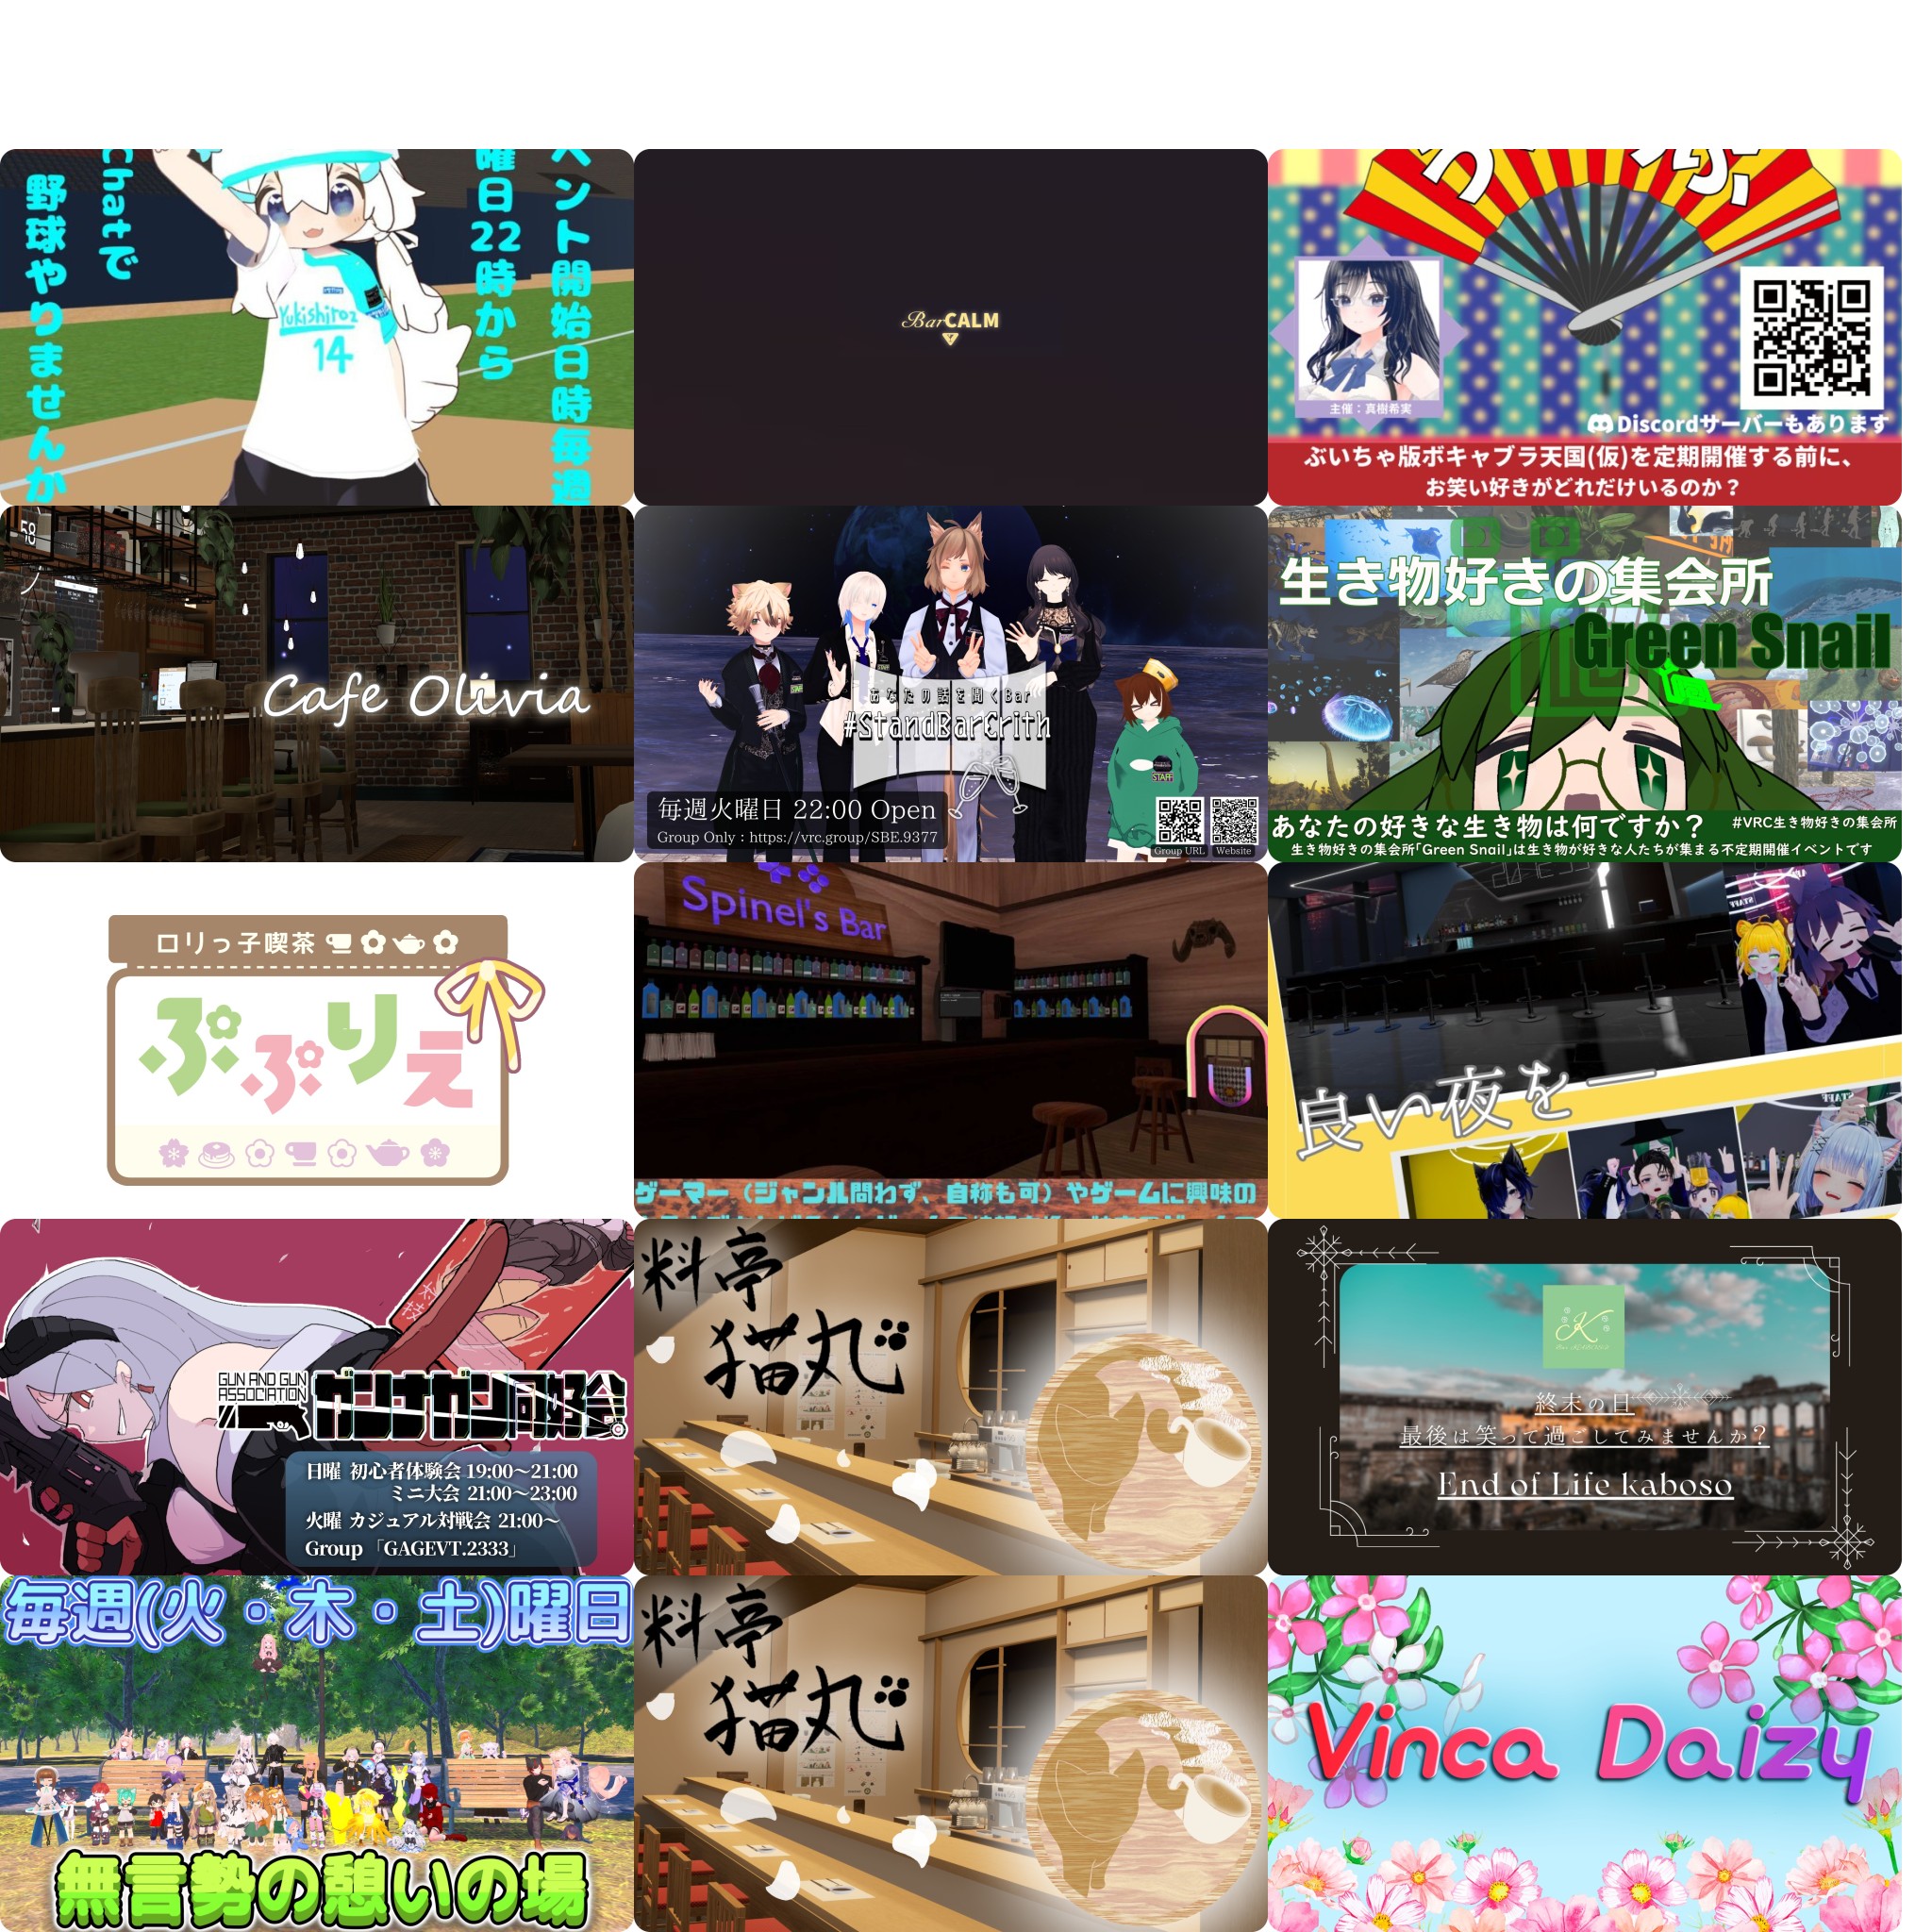 ベント開始日時毎週
曜日22時から
Chatで
野球やりませんか
Yukishiroz
14
Bar CALM
主催：真樹希実
Discordサーバーもあります
ぶいちゃ版ボキャブラ天国(仮)を定期開催する前に、
お笑い好きがどれだけいるのか？
58
Cafe Olivia
あなたの話を聞くBar
#StandBarCrith
STAFF
毎週火曜日 22:00 Open
Group Only : https://vrc.group/SBE.9377
Group URL
Website
生き物好きの集会所
Green Snail
あなたの好きな生き物は何ですか？
#VRC生き物好きの集会所
生き物好きの集会所「Green Snail」は生き物が好きな人たちが集まる不定期開催イベントです
ロリっ子喫茶
ぷぷりえ
Spinel's Bar
ゲーマー（ジャンル問わず、自称も可）やゲームに興味の
良い夜を―
GUN AND GUN
ASSOCIATION
ガンナガン同好会
日曜 初心者体験会 19:00～21:00
ミニ大会 21:00～23:00
火曜 カジュアル対戦会 21:00～
Group 「GAGEVT.2333」
料亭
猫丸
K
終末の日
最後は笑って過ごしてみませんか？
End of Life kaboso
毎週(火・木・土)曜日
無言勢の憩いの場
料亭
猫丸
Vinca Daizy